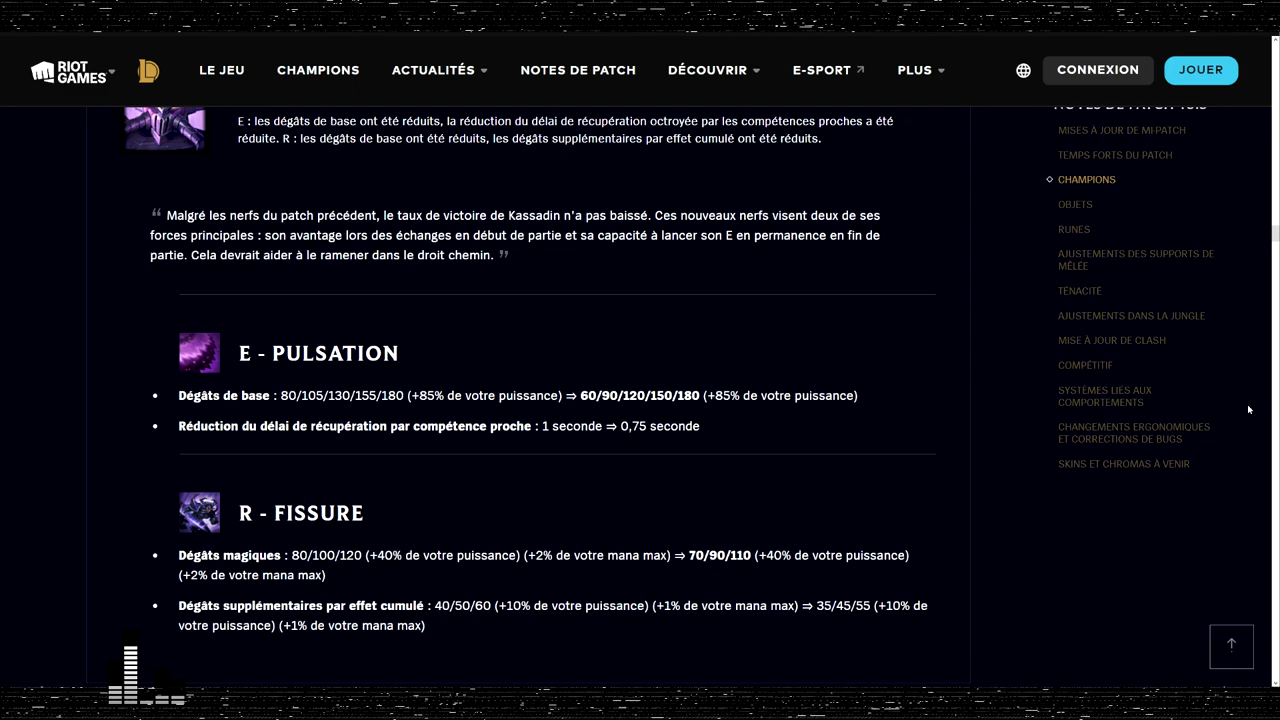 RIOT GAMES
LE JEU
CHAMPIONS
ACTUALITÉS
NOTES DE PATCH
DÉCOUVRIR
E-SPORT
PLUS
CONNEXION
JOUER
E : les dégâts de base ont été réduits, la réduction du délai de récupération octroyée par les compétences proches a été
réduite. R : les dégâts de base ont été réduits, les dégâts supplémentaires par effet cumulé ont été réduits.
“ Malgré les nerfs du patch précédent, le taux de victoire de Kassadin n’a pas baissé. Ces nouveaux nerfs visent deux de ses
forces principales : son avantage lors des échanges en début de partie et sa capacité à lancer son E en permanence en fin de
partie. Cela devrait aider à le ramener dans le droit chemin. ”
E - PULSATION
• Dégâts de base : 80/105/130/155/180 (+85% de votre puissance) ⇒ 60/90/120/150/180 (+85% de votre puissance)
• Réduction du délai de récupération par compétence proche : 1 seconde ⇒ 0,75 seconde
R - FISSURE
• Dégâts magiques : 80/100/120 (+40% de votre puissance) (+2% de votre mana max) ⇒ 70/90/110 (+40% de votre puissance)
(+2% de votre mana max)
• Dégâts supplémentaires par effet cumulé : 40/50/60 (+10% de votre puissance) (+1% de votre mana max) ⇒ 35/45/55 (+10% de
votre puissance) (+1% de votre mana max)
MISES À JOUR DE MI-PATCH
TEMPS FORTS DU PATCH
CHAMPIONS
OBJETS
RUNES
AJUSTEMENTS DES SUPPORTS DE
MÊLÉE
TÉNACITÉ
AJUSTEMENTS DANS LA JUNGLE
MISE À JOUR DE CLASH
COMPÉTITIF
SYSTÈMES LIÉS AUX
COMPORTEMENTS
CHANGEMENTS ERGONOMIQUES
ET CORRECTIONS DE BUGS
SKINS ET CHROMAS À VENIR